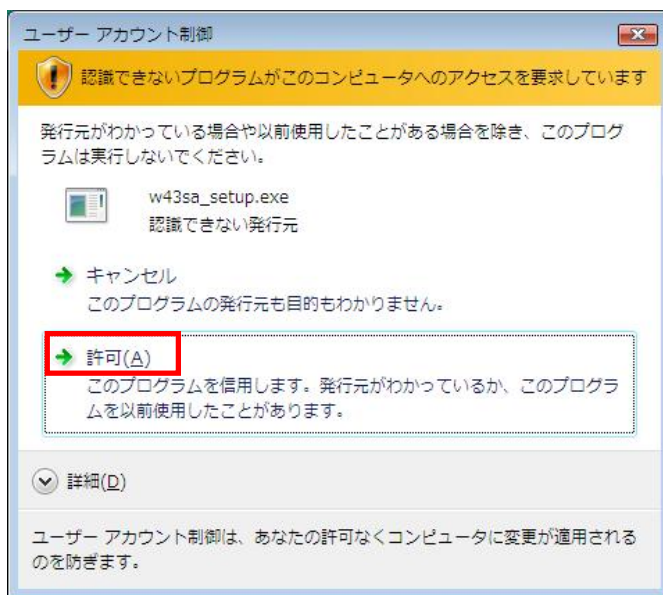 ユーザー アカウント制御
認識できないプログラムがこのコンピュータへのアクセスを要求しています
発行元がわかっている場合や以前使用したことがある場合を除き、このプログ
ラムは実行しないでください。
w43sa_setup.exe
認識できない発行元
キャンセル
このプログラムの発行元も目的もわかりません。
許可(A)
このプログラムを信用します。発行元がわかっているか、このプログラ
ムを以前使用したことがあります。
詳細(D)
ユーザー アカウント制御は、あなたの許可なくコンピュータに変更が適用される
のを防ぎます。